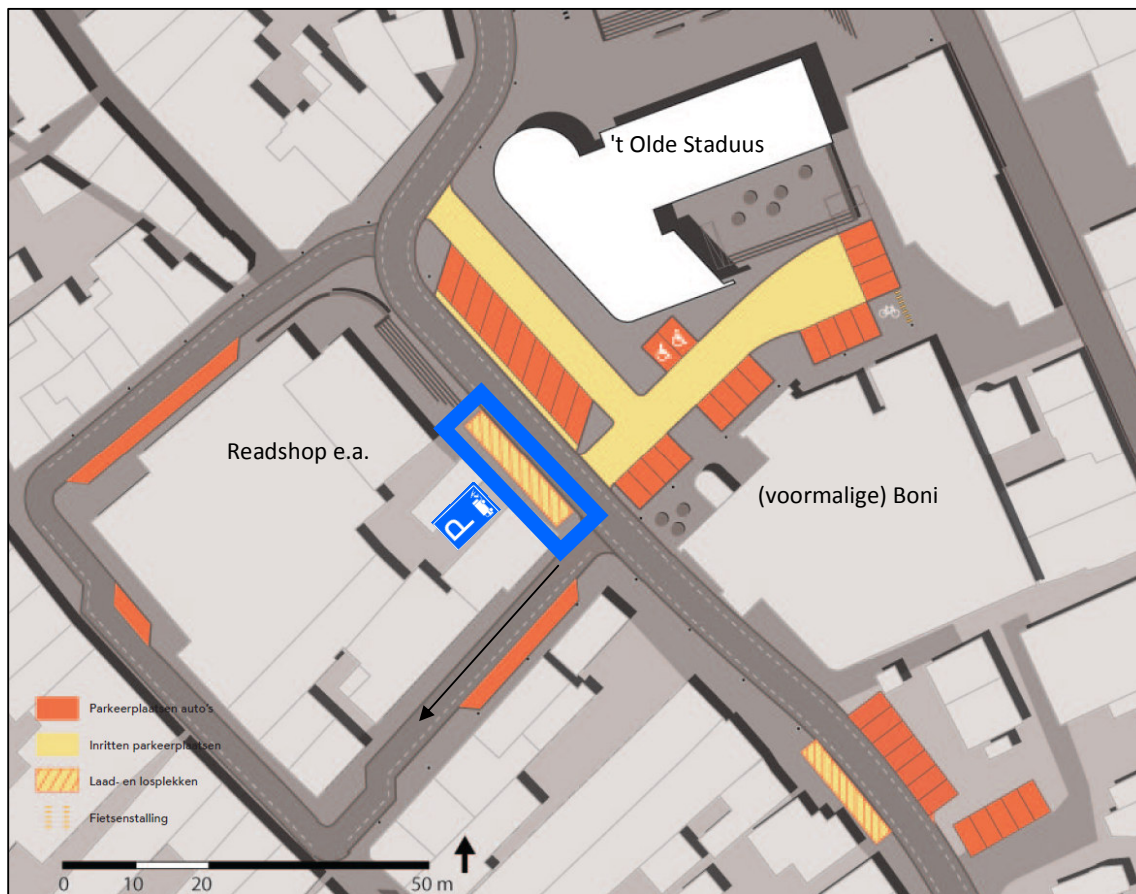 't Olde Staduus
Readshop e.a.
(voormalige) Boni
P
Parkeerplaatsen auto's
Inritten parkeerplaatsen
Laad- en losplekken
Fietsenstalling
0 10 20 50 m